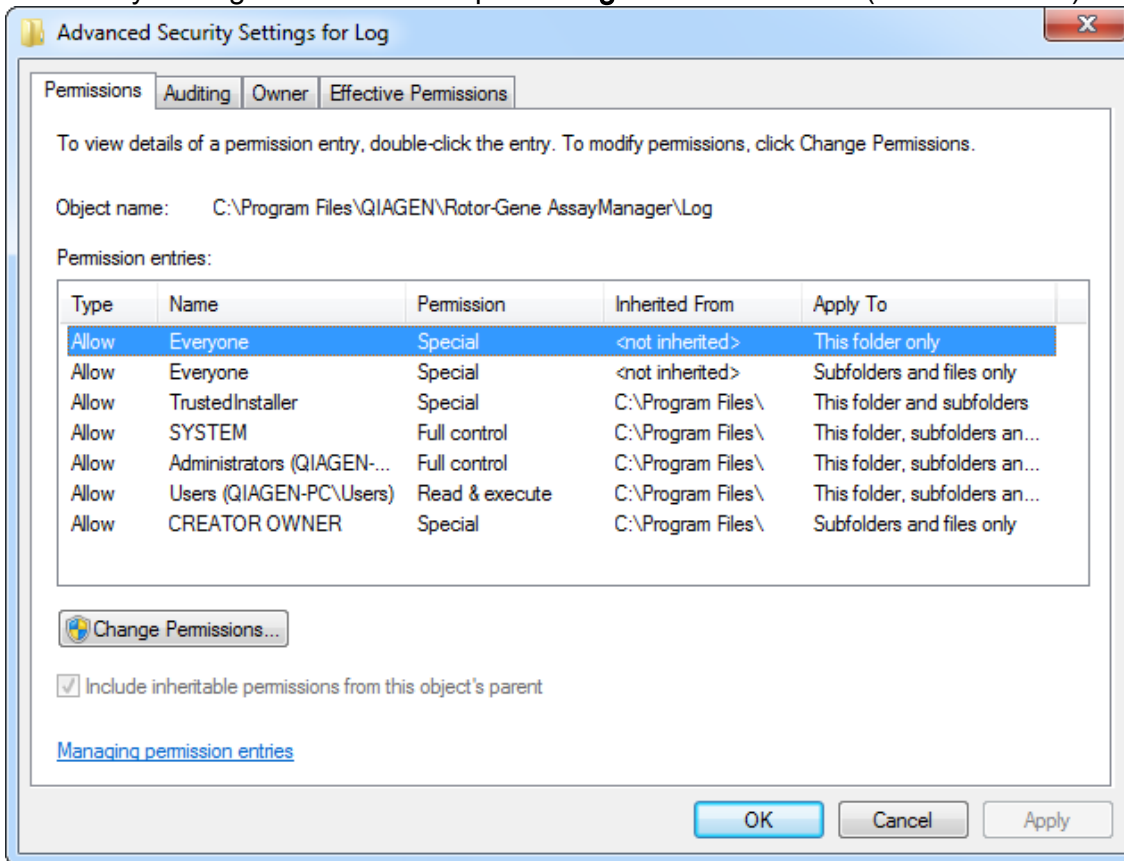 Advanced Security Settings for Log
Permissions Auditing Owner Effective Permissions
To view details of a permission entry, double-click the entry. To modify permissions, click Change Permissions.
Object name: C:\Program Files\QIAGEN\Rotor-Gene AssayManager\Log
Permission entries:
Type Name Permission Inherited From Apply To
Allow Everyone Special <not inherited> This folder only
Allow Everyone Special <not inherited> Subfolders and files only
Allow TrustedInstaller Special C:\Program Files\ This folder and subfolders
Allow SYSTEM Full control C:\Program Files\ This folder, subfolders an...
Allow Administrators (QIAGEN-... Full control C:\Program Files\ This folder, subfolders an...
Allow Users (QIAGEN-PC\Users) Read & execute C:\Program Files\ This folder, subfolders an...
Allow CREATOR OWNER Special C:\Program Files\ Subfolders and files only
Change Permissions...
Include inheritable permissions from this object's parent
Managing permission entries
OK Cancel Apply